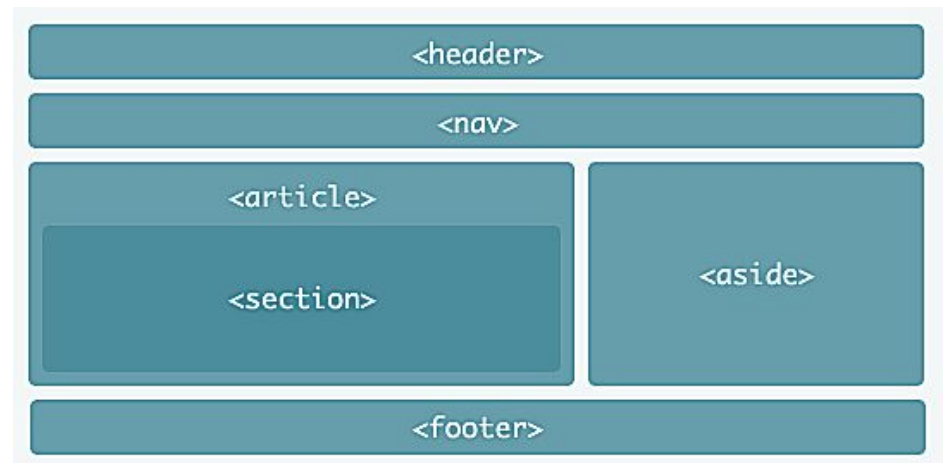 <header>
<nav>
<article>
<section>
<aside>
<footer>